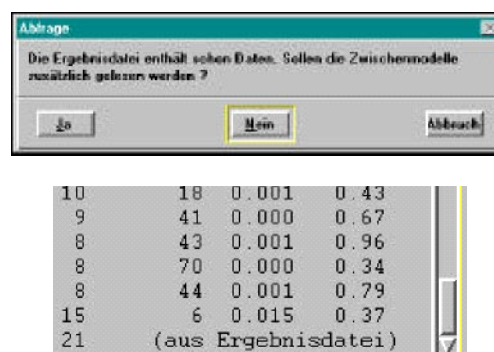 Abfrage
Die Ergebnisdatei enthält schon Daten. Sollen die Zwischenmodelle
zusätzlich gelesen werden ?
Ja Nein Abbruch
10 18 0.001 0.43
9 41 0.000 0.67
8 43 0.001 0.96
8 70 0.000 0.34
8 44 0.001 0.79
15 6 0.015 0.37
21 (aus Ergebnisdatei)